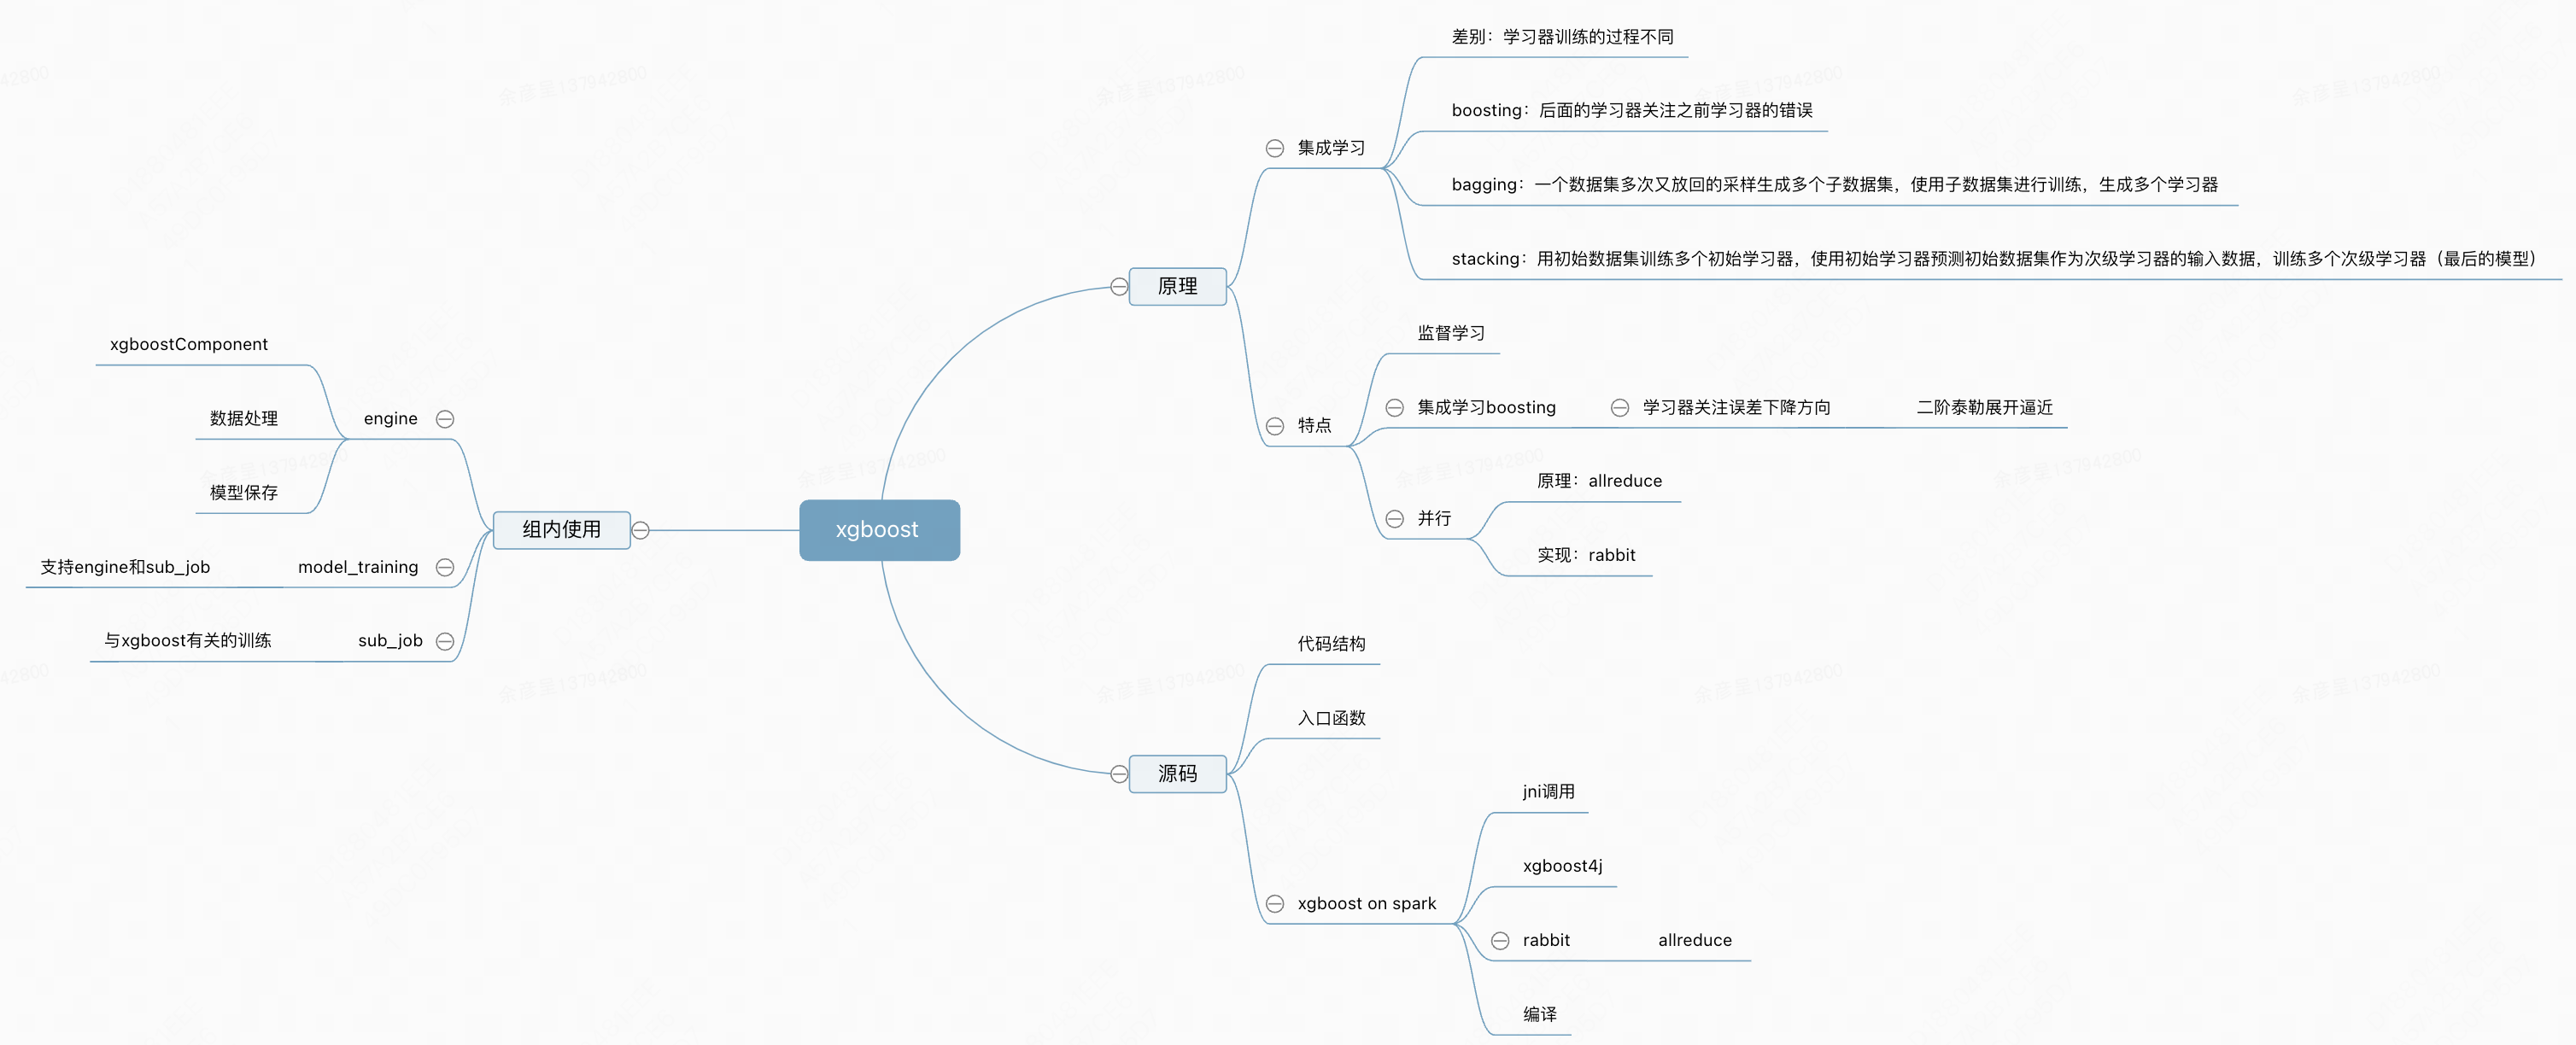 xgboost
原理
集成学习
差别：学习器训练的过程不同
boosting：后面的学习器关注之前学习器的错误
bagging：一个数据集多次又放回的采样生成多个子数据集，使用子数据集进行训练，生成多个学习器
stacking：用初始数据集训练多个初始学习器，使用初始学习器预测初始数据集作为次级学习器的输入数据，训练多个次级学习器（最后的模型）
特点
监督学习
集成学习boosting
学习器关注误差下降方向
二阶泰勒展开逼近
并行
原理：allreduce
实现：rabbit
源码
代码结构
入口函数
xgboost on spark
jni调用
xgboost4j
rabbit
allreduce
编译
组内使用
engine
xgboostComponent
数据处理
模型保存
model_training
支持engine和sub_job
sub_job
与xgboost有关的训练